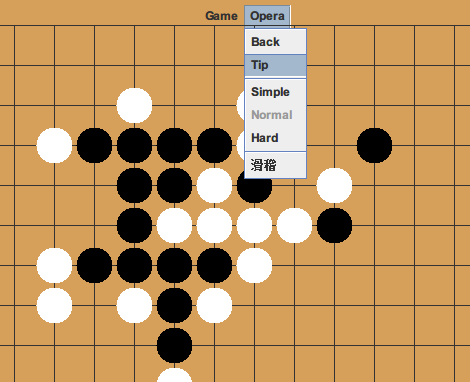 Game Opera
Back
Tip
Simple
Normal
Hard
滑稽